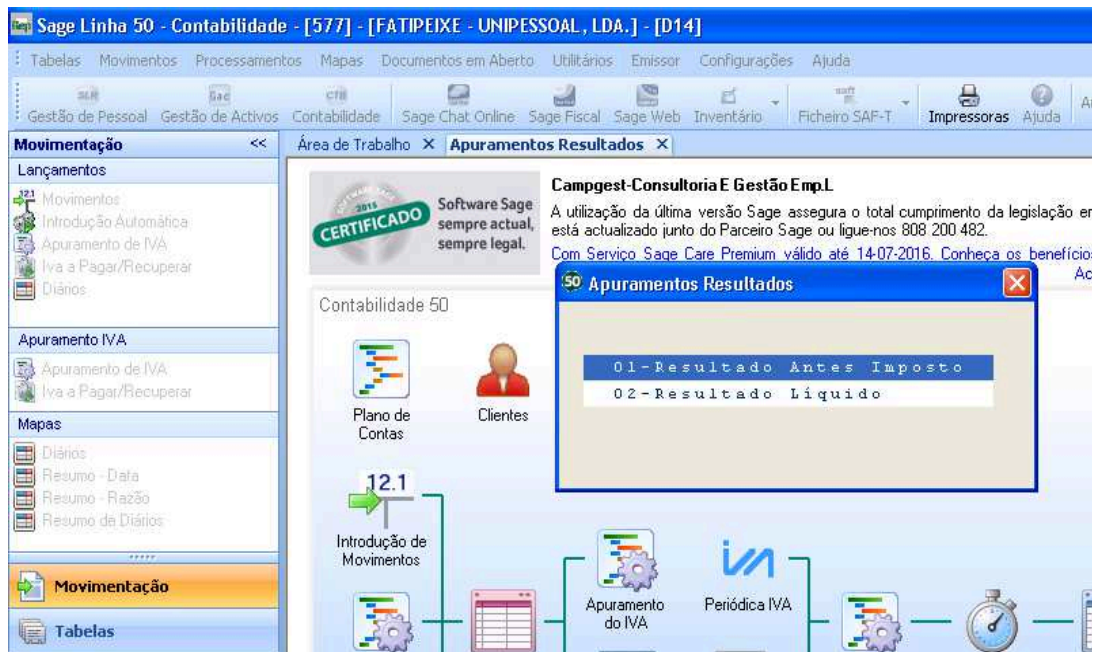 Sage Linha 50 - Contabilidade - [577] - [FATIPEIXE - UNIPESSOAL, LDA.] - [D14]
Tabelas Movimentos Processamentos Mapas Documentos em Aberto Utilitários Emissor Configurações Ajuda
Gestão de Pessoal Gestão de Activos Contabilidade Sage Chat Online Sage Fiscal Sage Web Inventário Ficheiro SAF-T Impressoras Ajuda
Movimentação <<
Área de Trabalho X Apuramentos Resultados X
Lançamentos
Movimentos
Introdução Automática
Apuramento de IVA
Iva a Pagar/Recuperar
Diários
Apuramento IVA
Apuramento de IVA
Iva a Pagar/Recuperar
Mapas
Diários
Resumo - Data
Resumo - Razão
Resumo de Diários
Movimentação
Tabelas
SOFTWARE SAGE
2015
CERTIFICADO
Software Sage
sempre actual,
sempre legal.
Campgest-Consultoria E Gestão Emp.L
A utilização da última versão Sage assegura o total cumprimento da legislação em
está actualizado junto do Parceiro Sage ou ligue-nos 808 200 482.
Com Serviço Sage Care Premium válido até 14-07-2016. Conheça os benefícios
Ac
Contabilidade 50
Plano de
Contas
Clientes
12.1
Introdução de
Movimentos
Apuramento
do IVA
iva
Periódica IVA
50 Apuramentos Resultados
01-Resultado Antes Imposto
02-Resultado Líquido